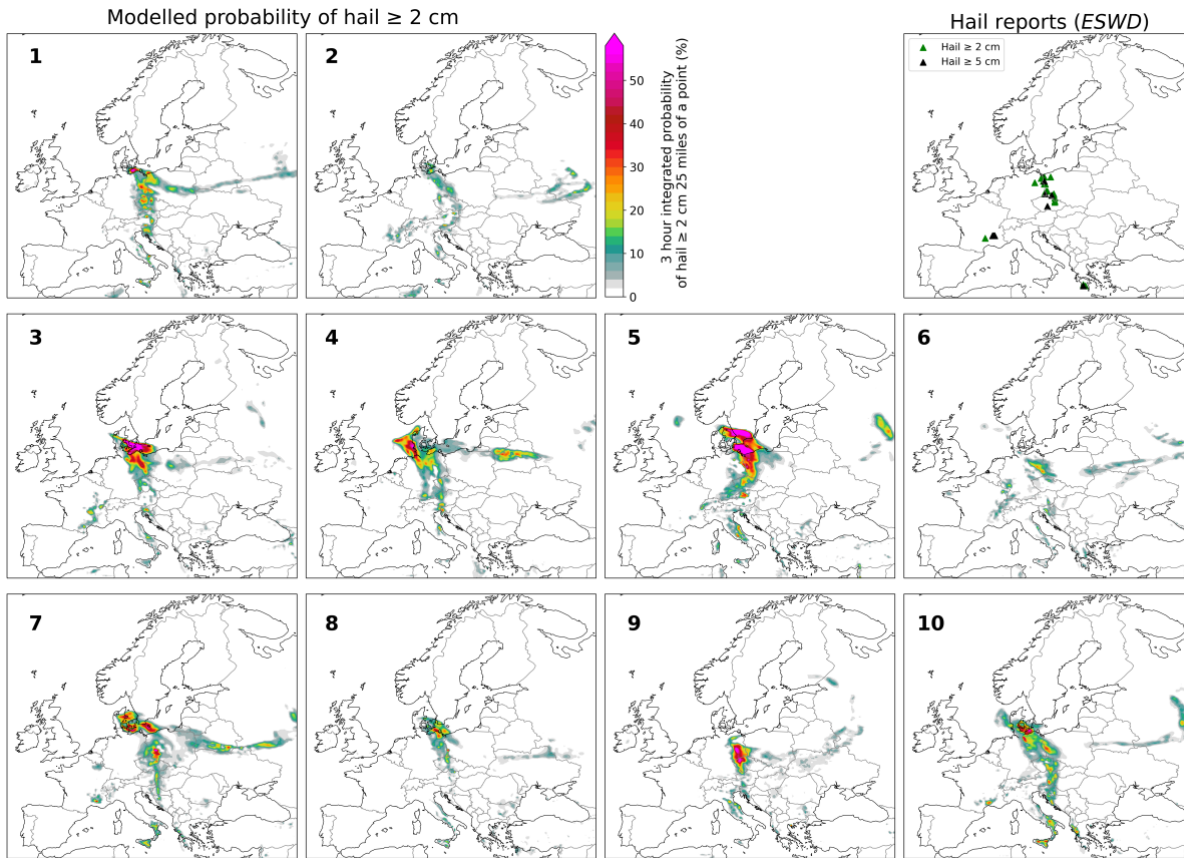 Modelled probability of hail ≥ 2 cm
Hail reports (ESWD)
1
2
50
40
30
20
10
0
3 hour integrated probability
of hail ≥ 2 cm 25 miles of a point (%)
Hail ≥ 2 cm
Hail ≥ 5 cm
3
4
5
6
7
8
9
10